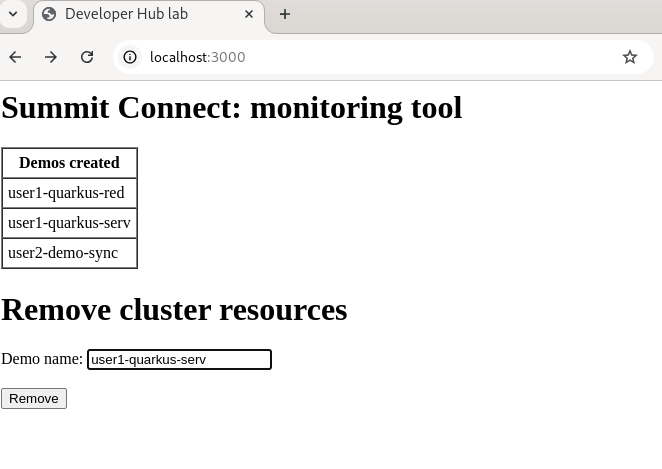 Developer Hub lab
localhost:3000
Summit Connect: monitoring tool
Demos created
user1-quarkus-red
user1-quarkus-serv
user2-demo-sync
Remove cluster resources
Demo name: user1-quarkus-serv
Remove